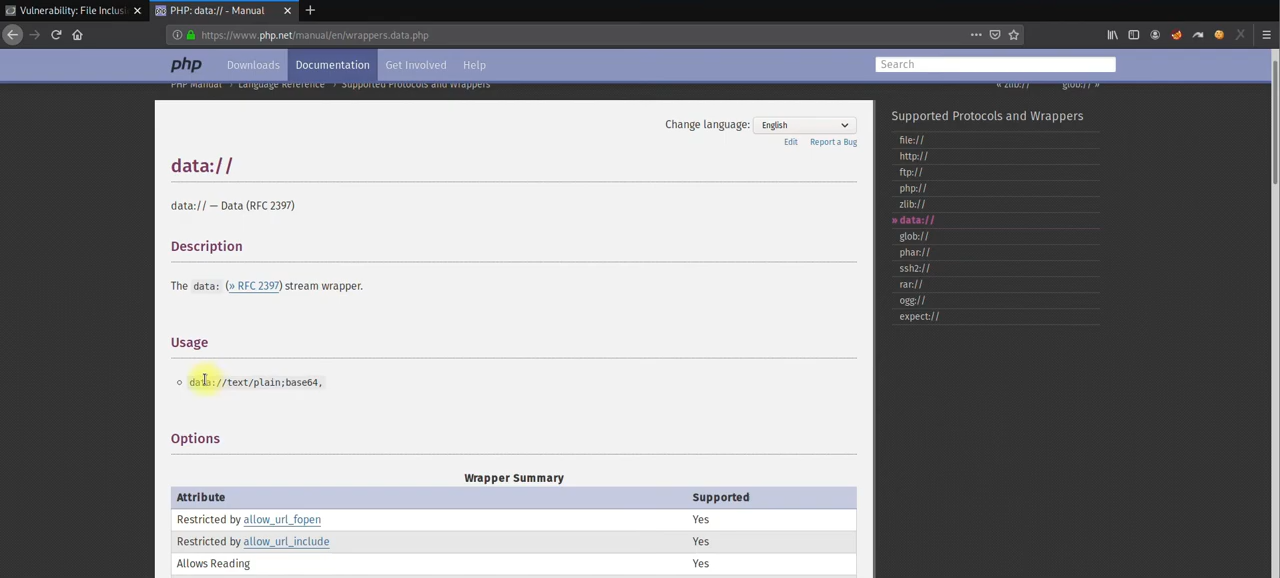 Vulnerability: File Inclusi
PHP: data:// - Manual
https://www.php.net/manual/en/wrappers.data.php
php
Downloads
Documentation
Get Involved
Help
Search
PHP Manual › Language Reference › Supported Protocols and Wrappers
« zlib://
glob:// »
Change language: English
Edit
Report a Bug
data://
data:// — Data (RFC 2397)
Description
The data: (» RFC 2397) stream wrapper.
Usage
data://text/plain;base64,
Options
Wrapper Summary
Attribute Supported
Restricted by allow_url_fopen Yes
Restricted by allow_url_include Yes
Allows Reading Yes
Supported Protocols and Wrappers
file://
http://
ftp://
php://
zlib://
» data://
glob://
phar://
ssh2://
rar://
ogg://
expect://